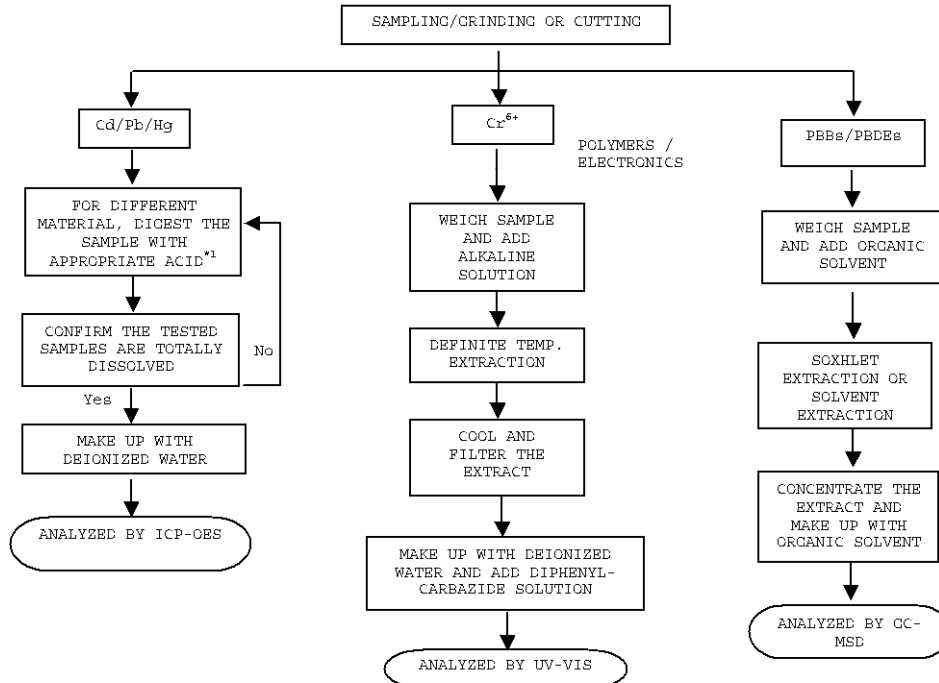 SAMPLING/GRINDING OR CUTTING
Cd/Pb/Hg
FOR DIFFERENT
MATERIAL, DIGEST THE
SAMPLE WITH
APPROPRIATE ACID*1
CONFIRM THE TESTED
SAMPLES ARE TOTALLY
DISSOLVED
No
Yes
MAKE UP WITH
DEIONIZED WATER
ANALYZED BY ICP-OES
Cr6+
POLYMERS /
ELECTRONICS
WEIGH SAMPLE
AND ADD
ALKALINE
SOLUTION
DEFINITE TEMP.
EXTRACTION
COOL AND
FILTER THE
EXTRACT
MAKE UP WITH DEIONIZED
WATER AND ADD DIPHENYL-
CARBAZIDE SOLUTION
ANALYZED BY UV-VIS
PBBs/PBDEs
WEIGH SAMPLE
AND ADD ORGANIC
SOLVENT
SOXHLET
EXTRACTION OR
SOLVENT
EXTRACTION
CONCENTRATE THE
EXTRACT AND
MAKE UP WITH
ORGANIC SOLVENT
ANALYZED BY GC-
MSD